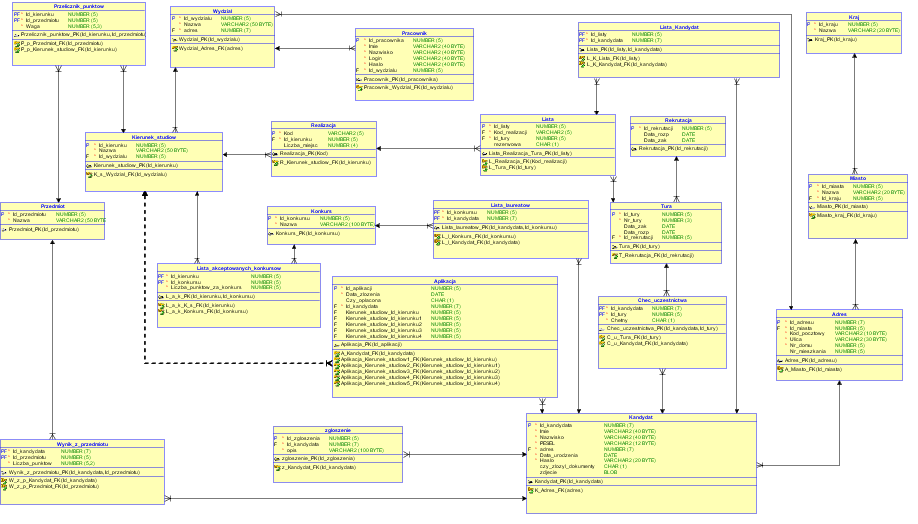 Przelicznik_punktow
PF * Id_kierunku NUMBER (5)
PF * Id_przedmiotu NUMBER (5)
* Waga NUMBER (5,3)
Przelicznik_punktow_PK(Id_kierunku,Id_przedmiotu)
P_p_Przedmiot_FK(Id_przedmiotu)
P_p_Kierunek_studiow_FK(Id_kierunku)
Wydzial
P * Id_wydzialu NUMBER (5)
* Nazwa VARCHAR2 (50 BYTE)
F * adres NUMBER (7)
Wydzial_PK(Id_wydzialu)
Wydzial_Adres_FK(adres)
Pracownik
P * Id_pracownika NUMBER (5)
* Imie VARCHAR2 (40 BYTE)
* Nazwisko VARCHAR2 (40 BYTE)
* Login VARCHAR2 (40 BYTE)
* Haslo VARCHAR2 (40 BYTE)
F * Id_wydzialu NUMBER (5)
Pracownik_PK(Id_pracownika)
Pracownik_Wydzial_FK(Id_wydzialu)
Lista_Kandydat
PF * Id_listy NUMBER (5)
PF * Id_kandydata NUMBER (7)
Lista_PK(Id_listy,Id_kandydata)
L_K_Lista_FK(Id_listy)
L_K_Kandydat_FK(Id_kandydata)
Kraj
P * Id_kraju NUMBER (5)
* Nazwa VARCHAR2 (20 BYTE)
Kraj_PK(Id_kraju)
Kierunek_studiow
P * Id_kierunku NUMBER (5)
* Nazwa VARCHAR2 (50 BYTE)
F * Id_wydzialu NUMBER (5)
Kierunek_studiow_PK(Id_kierunku)
K_s_Wydzial_FK(Id_wydzialu)
Realizacja
P * Kod VARCHAR2 (5)
F * Id_kierunku NUMBER (5)
* Liczba_miejsc NUMBER (4)
Realizacja_PK(Kod)
R_Kierunek_studiow_FK(Id_kierunku)
Lista
P * Id_listy NUMBER (5)
F * Kod_realizacji VARCHAR2 (5)
F * Id_tury NUMBER (5)
* rezerwowa CHAR (1)
Lista_Realizacja_Tura_PK(Id_listy)
L_Realizacja_FK(Kod_realizacji)
L_Tura_FK(Id_tury)
Rekrutacja
P * Id_rekrutacji NUMBER (5)
* Data_rozp DATE
* Data_zak DATE
Rekrutacja_PK(Id_rekrutacji)
Miasto
P * Id_miasta NUMBER (5)
* Nazwa VARCHAR2 (20 BYTE)
F * Id_kraju NUMBER (5)
Miasto_PK(Id_miasta)
Miasto_kraj_FK(Id_kraju)
Przedmiot
P * Id_przedmiotu NUMBER (5)
* Nazwa VARCHAR2 (50 BYTE)
Przedmiot_PK(Id_przedmiotu)
Konkurs
P * Id_konkursu NUMBER (5)
* Nazwa VARCHAR2 (100 BYTE)
Konkurs_PK(Id_konkursu)
Lista_laureatow
PF * Id_konkursu NUMBER (5)
PF * Id_kandydata NUMBER (7)
Lista_laureatow_PK(Id_kandydata,Id_konkursu)
L_l_Konkurs_FK(Id_konkursu)
L_l_Kandydat_FK(Id_kandydata)
Tura
P * Id_tury NUMBER (5)
* Nr_tury NUMBER (3)
* Data_zak DATE
* Data_rozp DATE
F * Id_rekrutacji NUMBER (5)
Tura_PK(Id_tury)
T_Rekrutacja_FK(Id_rekrutacji)
Lista_akceptowanych_konkursow
PF * Id_kierunku NUMBER (5)
PF * Id_konkursu NUMBER (5)
* Liczba_punktow_za_konkurs NUMBER (5)
L_a_k_PK(Id_kierunku,Id_konkursu)
L_a_k_K_s_FK(Id_kierunku)
L_a_k_Konkurs_FK(Id_konkursu)
Aplikacja
P * Id_aplikacji NUMBER (5)
* Data_zlozenia DATE
* Czy_oplacona CHAR (1)
F * Id_kandydata NUMBER (7)
F Kierunek_studiow_Id_kierunku NUMBER (5)
F Kierunek_studiow_Id_kierunku1 NUMBER (5)
F Kierunek_studiow_Id_kierunku2 NUMBER (5)
F Kierunek_studiow_Id_kierunku3 NUMBER (5)
F Kierunek_studiow_Id_kierunku4 NUMBER (5)
Aplikacja_PK(Id_aplikacji)
A_Kandydat_FK(Id_kandydata)
Aplikacja_Kierunek_studiow1_FK(Kierunek_studiow_Id_kierunku)
Aplikacja_Kierunek_studiow2_FK(Kierunek_studiow_Id_kierunku1)
Aplikacja_Kierunek_studiow3_FK(Kierunek_studiow_Id_kierunku2)
Aplikacja_Kierunek_studiow4_FK(Kierunek_studiow_Id_kierunku3)
Aplikacja_Kierunek_studiow5_FK(Kierunek_studiow_Id_kierunku4)
Chec_uczestnictwa
PF * Id_kandydata NUMBER (7)
PF * Id_tury NUMBER (5)
* Chetny CHAR (1)
Chec_uczestnictwa_PK(Id_kandydata,Id_tury)
C_u_Tura_FK(Id_tury)
C_u_Kandydat_FK(Id_kandydata)
Adres
P * Id_adresu NUMBER (7)
F * Id_miasta NUMBER (5)
* Kod_pocztowy VARCHAR2 (10 BYTE)
* Ulica VARCHAR2 (30 BYTE)
* Nr_domu NUMBER (5)
Nr_mieszkania NUMBER (5)
Adres_PK(Id_adresu)
A_Miasto_FK(Id_miasta)
Wynik_z_przedmiotu
PF * Id_kandydata NUMBER (7)
PF * Id_przedmiotu NUMBER (5)
* Liczba_punktow NUMBER (5,2)
Wynik_z_przedmiotu_PK(Id_kandydata,Id_przedmiotu)
W_z_p_Kandydat_FK(Id_kandydata)
W_z_p_Przedmiot_FK(Id_przedmiotu)
zgloszenie
P * Id_zgloszenia NUMBER (5)
F * Id_kandydata NUMBER (7)
* opis VARCHAR2 (100 BYTE)
zgloszenie_PK(Id_zgloszenia)
z_Kandydat_FK(Id_kandydata)
Kandydat
P * Id_kandydata NUMBER (7)
* Imie VARCHAR2 (40 BYTE)
* Nazwisko VARCHAR2 (40 BYTE)
* PESEL VARCHAR2 (12 BYTE)
F * adres NUMBER (7)
* Data_urodzenia DATE
* Haslo VARCHAR2 (20 BYTE)
czy_zlozyl_dokumenty CHAR (1)
zdjecie BLOB
Kandydat_PK(Id_kandydata)
K_Adres_FK(adres)